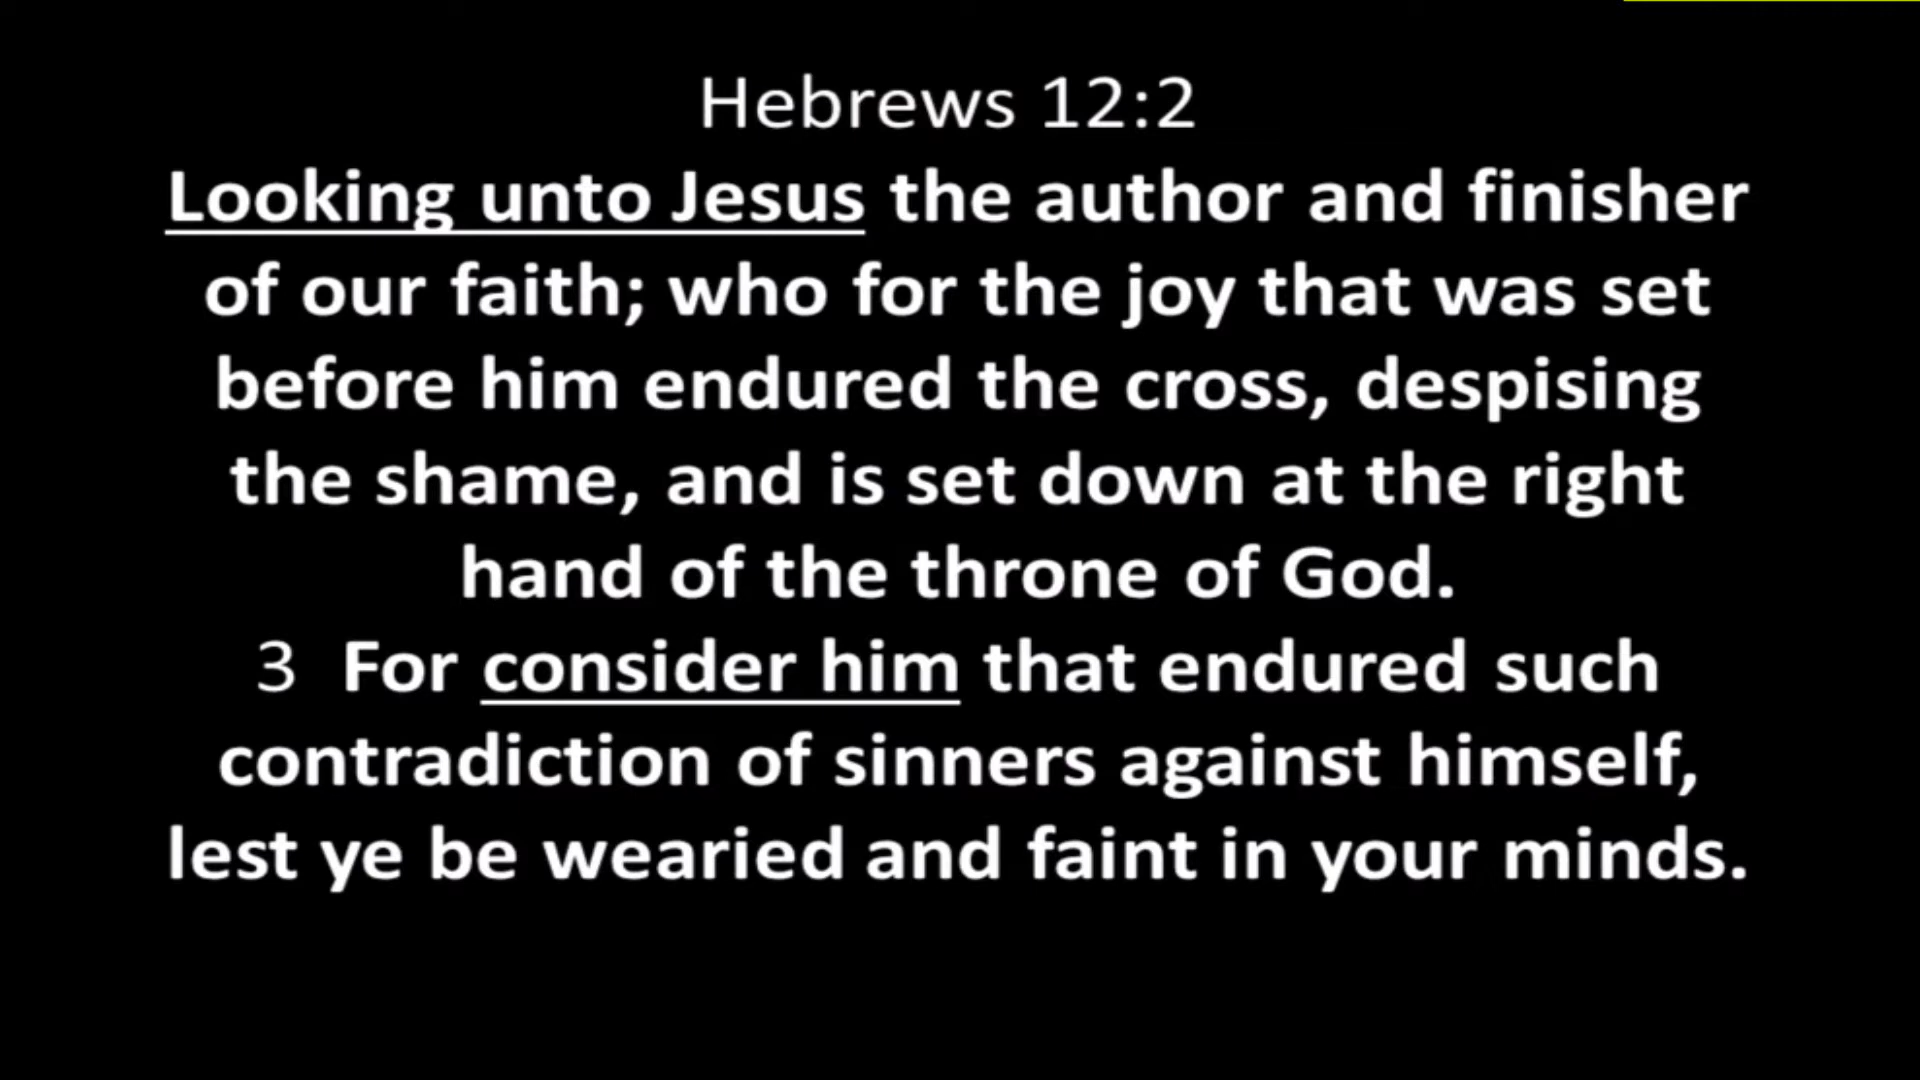 Hebrews 12:2
Looking unto Jesus the author and finisher
of our faith; who for the joy that was set
before him endured the cross, despising
the shame, and is set down at the right
hand of the throne of God.
3 For consider him that endured such
contradiction of sinners against himself,
lest ye be wearied and faint in your minds.